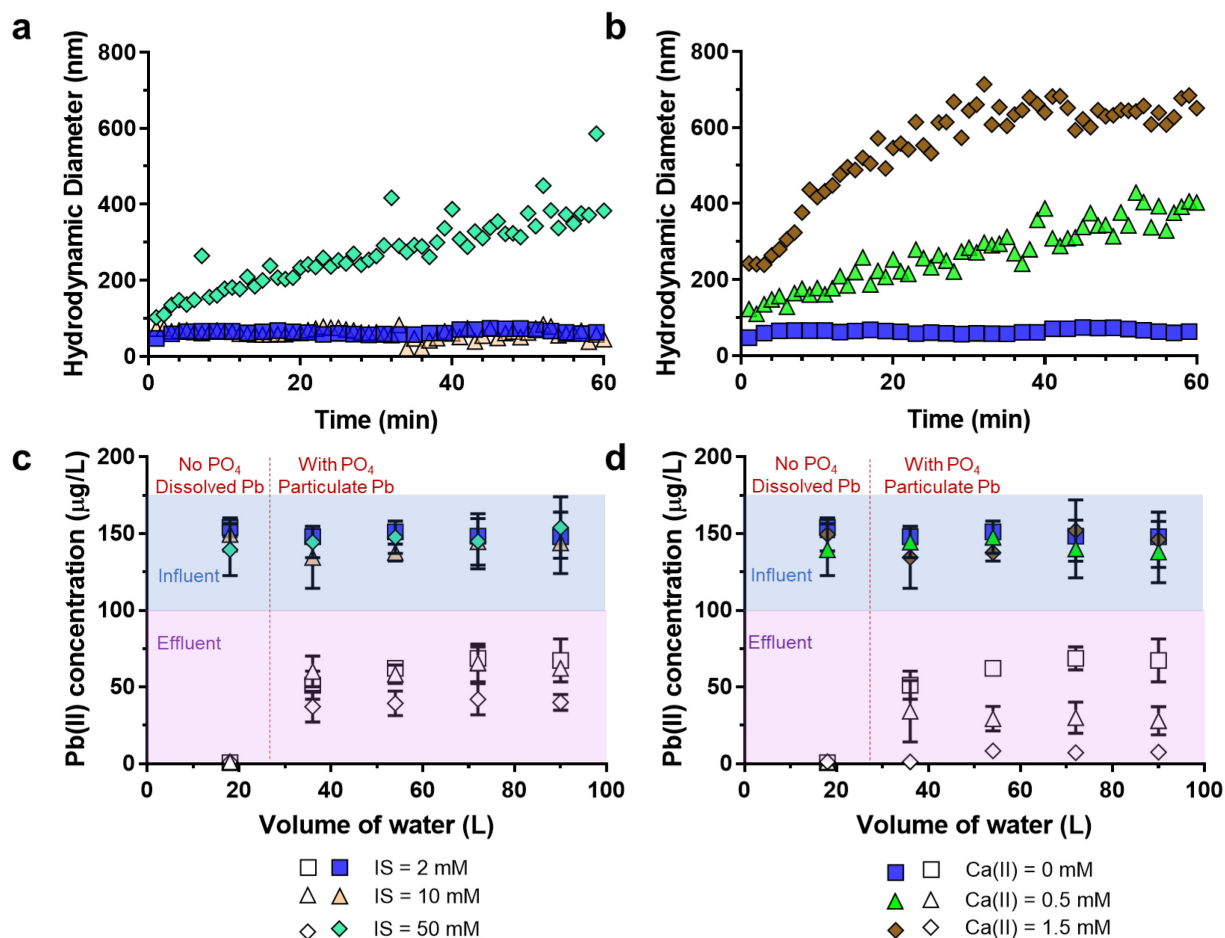 a
Hydrodynamic Diameter (nm)
800
600
400
200
0
0 20 40 60
Time (min)
b
Hydrodynamic Diameter (nm)
800
600
400
200
0
0 20 40 60
Time (min)
c
Pb(II) concentration (µg/L)
200
150
100
50
0
No PO4
Dissolved Pb
With PO4
Particulate Pb
Influent
Effluent
0 20 40 60 80 100
Volume of water (L)
IS = 2 mM
IS = 10 mM
IS = 50 mM
d
Pb(II) concentration (µg/L)
200
150
100
50
0
No PO4
Dissolved Pb
With PO4
Particulate Pb
Influent
Effluent
0 20 40 60 80 100
Volume of water (L)
Ca(II) = 0 mM
Ca(II) = 0.5 mM
Ca(II) = 1.5 mM